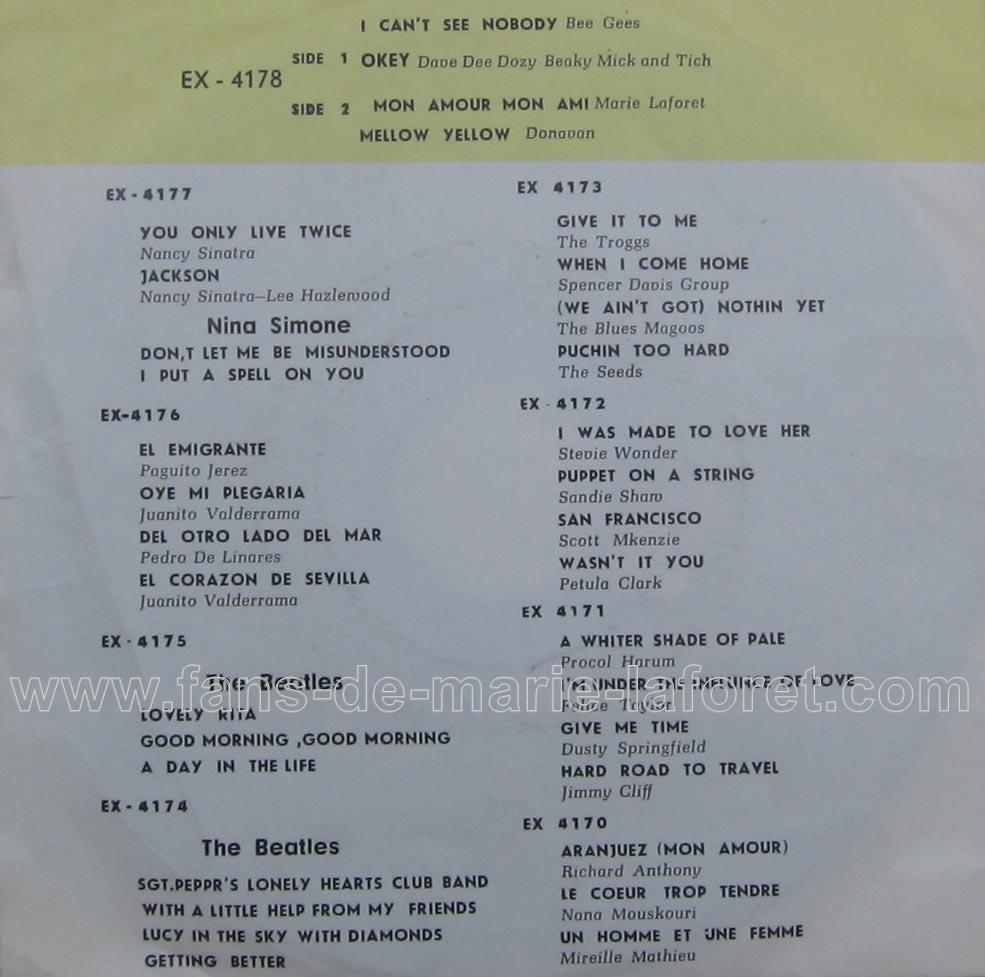 I CAN'T SEE NOBODY Bee Gees
EX - 4178
SIDE 1 OKEY Dave Dee Dozy Beaky Mick and Tich
SIDE 2 MON AMOUR MON AMI Marie Laforet
MELLOW YELLOW Donavan
EX - 4177
YOU ONLY LIVE TWICE
Nancy Sinatra
JACKSON
Nancy Sinatra-Lee Hazlewood
Nina Simone
DON,T LET ME BE MISUNDERSTOOD
I PUT A SPELL ON YOU
EX-4176
EL EMIGRANTE
Paguito Jerez
OYE MI PLEGARIA
Juanito Valderrama
DEL OTRO LADO DEL MAR
Pedro De Linares
EL CORAZON DE SEVILLA
Juanito Valderrama
EX - 4175
The Beetles
LOVELY RITA
GOOD MORNING ,GOOD MORNING
A DAY IN THE LIFE
EX - 4174
The Beatles
SGT.PEPPR'S LONELY HEARTS CLUB BAND
WITH A LITTLE HELP FROM MY FRIENDS
LUCY IN THE SKY WITH DIAMONDS
GETTING BETTER
EX 4173
GIVE IT TO ME
The Troggs
WHEN I COME HOME
Spencer Davis Group
(WE AIN'T GOT) NOTHIN YET
The Blues Magoos
PUCHIN TOO HARD
The Seeds
EX - 4172
I WAS MADE TO LOVE HER
Stevie Wonder
PUPPET ON A STRING
Sandie Shaw
SAN FRANCISCO
Scott Mkenzie
WASN'T IT YOU
Petula Clark
EX 4171
A WHITER SHADE OF PALE
Procol Harum
I'M UNDER THE OF LOVE
Felice Taylor
GIVE ME TIME
Dusty Springfield
HARD ROAD TO TRAVEL
Jimmy Cliff
EX 4170
ARANJUEZ (MON AMOUR)
Richard Anthony
LE COEUR TROP TENDRE
Nana Mouskouri
UN HOMME ET UNE FEMME
Mireille Mathieu
www.fans-de-marie-laforet.com